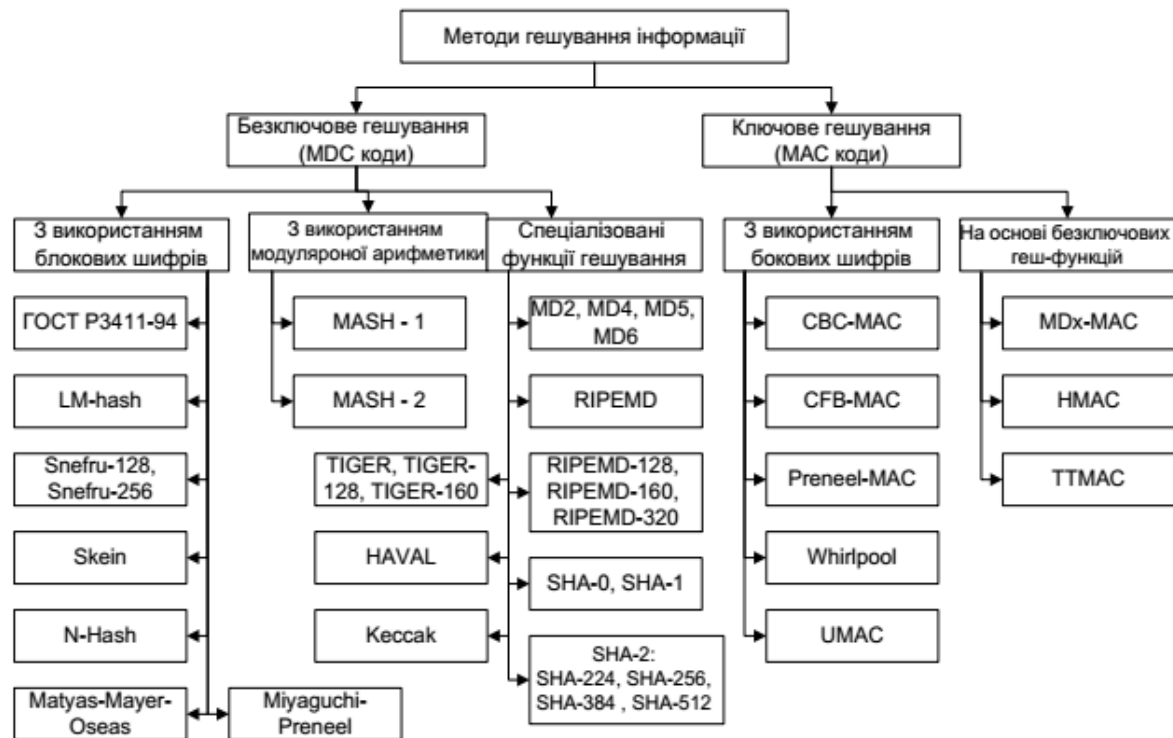 Методи гешування інформації
Безключове гешування
(MDC коди)
Ключове гешування
(MAC коди)
З використанням
блокових шифрів
З використанням
модуляроної арифметики
Спеціалізовані
функції гешування
З використанням
бокових шифрів
На основі безключових
геш-функцій
ГОСТ Р3411-94
LM-hash
Snefru-128,
Snefru-256
Skein
N-Hash
Matyas-Mayer-
Oseas
Miyaguchi-
Preneel
MASH - 1
MASH - 2
TIGER, TIGER-
128, TIGER-160
HAVAL
Keccak
MD2, MD4, MD5,
MD6
RIPEMD
RIPEMD-128,
RIPEMD-160,
RIPEMD-320
SHA-0, SHA-1
SHA-2:
SHA-224, SHA-256,
SHA-384 , SHA-512
CBC-MAC
CFB-MAC
Preneel-MAC
Whirlpool
UMAC
MDx-MAC
HMAC
TTMAC